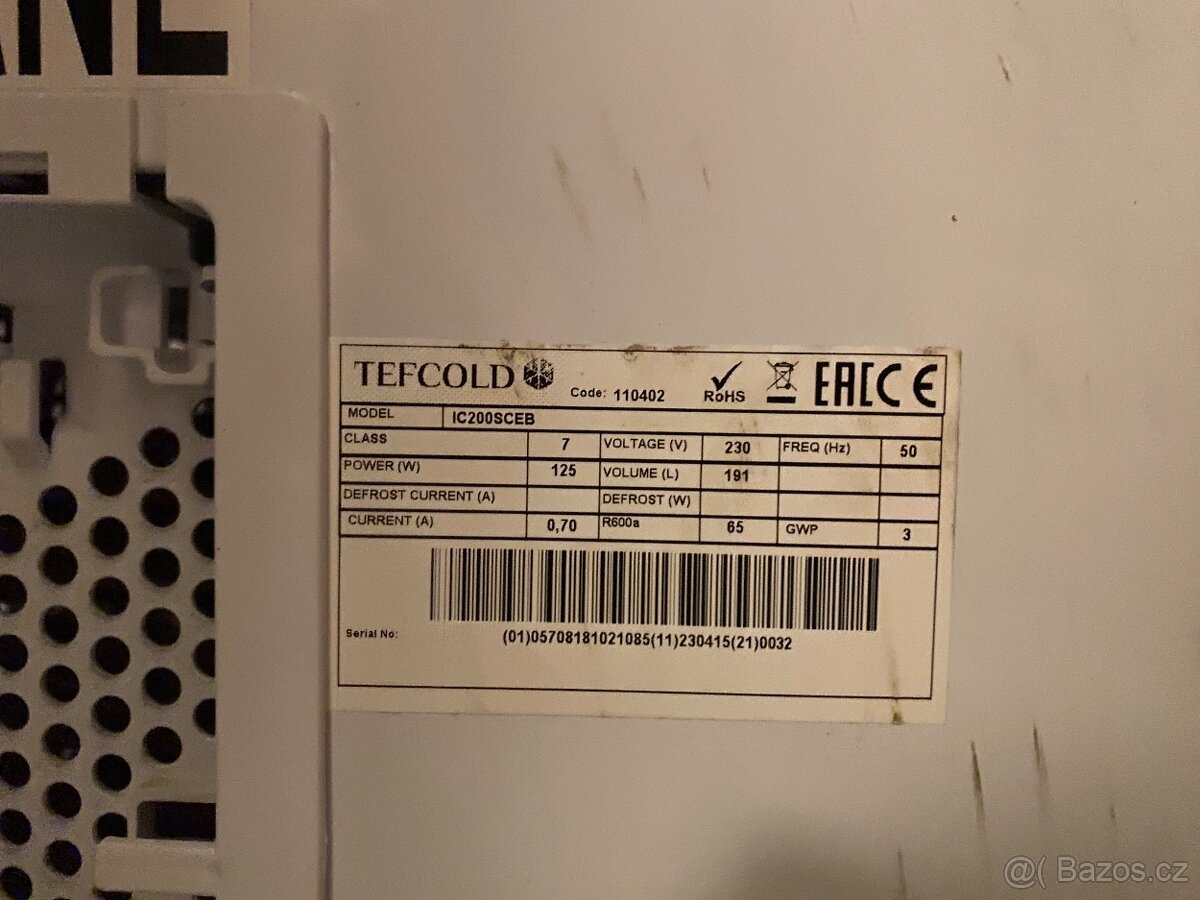 ANE
TEFCOLD Code: 110402 RoHS EAC CE
MODEL IC200SCEB
CLASS 7 VOLTAGE (V) 230 FREQ (Hz) 50
POWER (W) 125 VOLUME (L) 191
DEFROST CURRENT (A) DEFROST (W)
CURRENT (A) 0,70 R600a 65 GWP 3
Serial No: (01)05708181021085(11)230415(21)0032
@( Bazos.cz